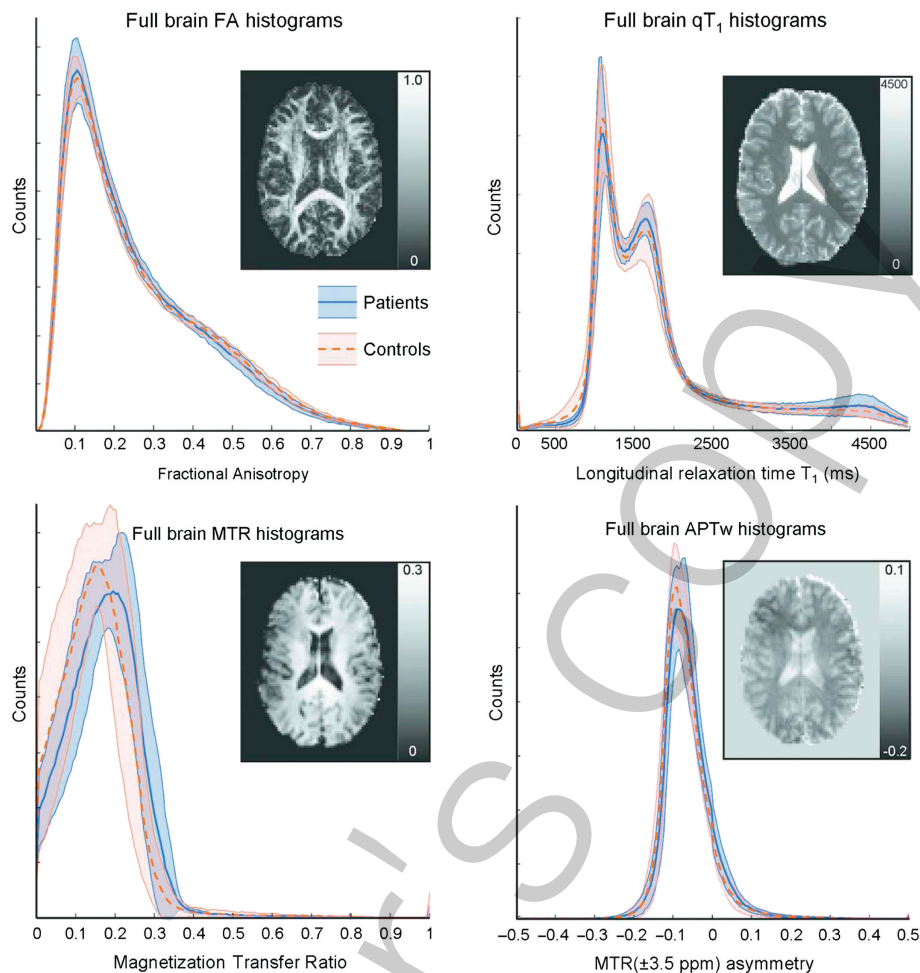 Full brain FA histograms
Counts
1.0
0
Patients
Controls
0.1 0.2 0.3 0.4 0.5 0.6 0.7 0.8 0.9 1
Fractional Anisotropy
Full brain qT₁ histograms
Counts
4500
0
0 500 1500 2500 3500 4500
Longitudinal relaxation time T₁ (ms)
Full brain MTR histograms
Counts
0.3
0
0 0.1 0.2 0.3 0.4 0.5 0.6 0.7 0.8 0.9 1
Magnetization Transfer Ratio
Full brain APTw histograms
Counts
0.1
-0.2
–0.5 –0.4 –0.3 –0.2 –0.1 0 0.1 0.2 0.3 0.4 0.5
MTR(±3.5 ppm) asymmetry
r's Copy